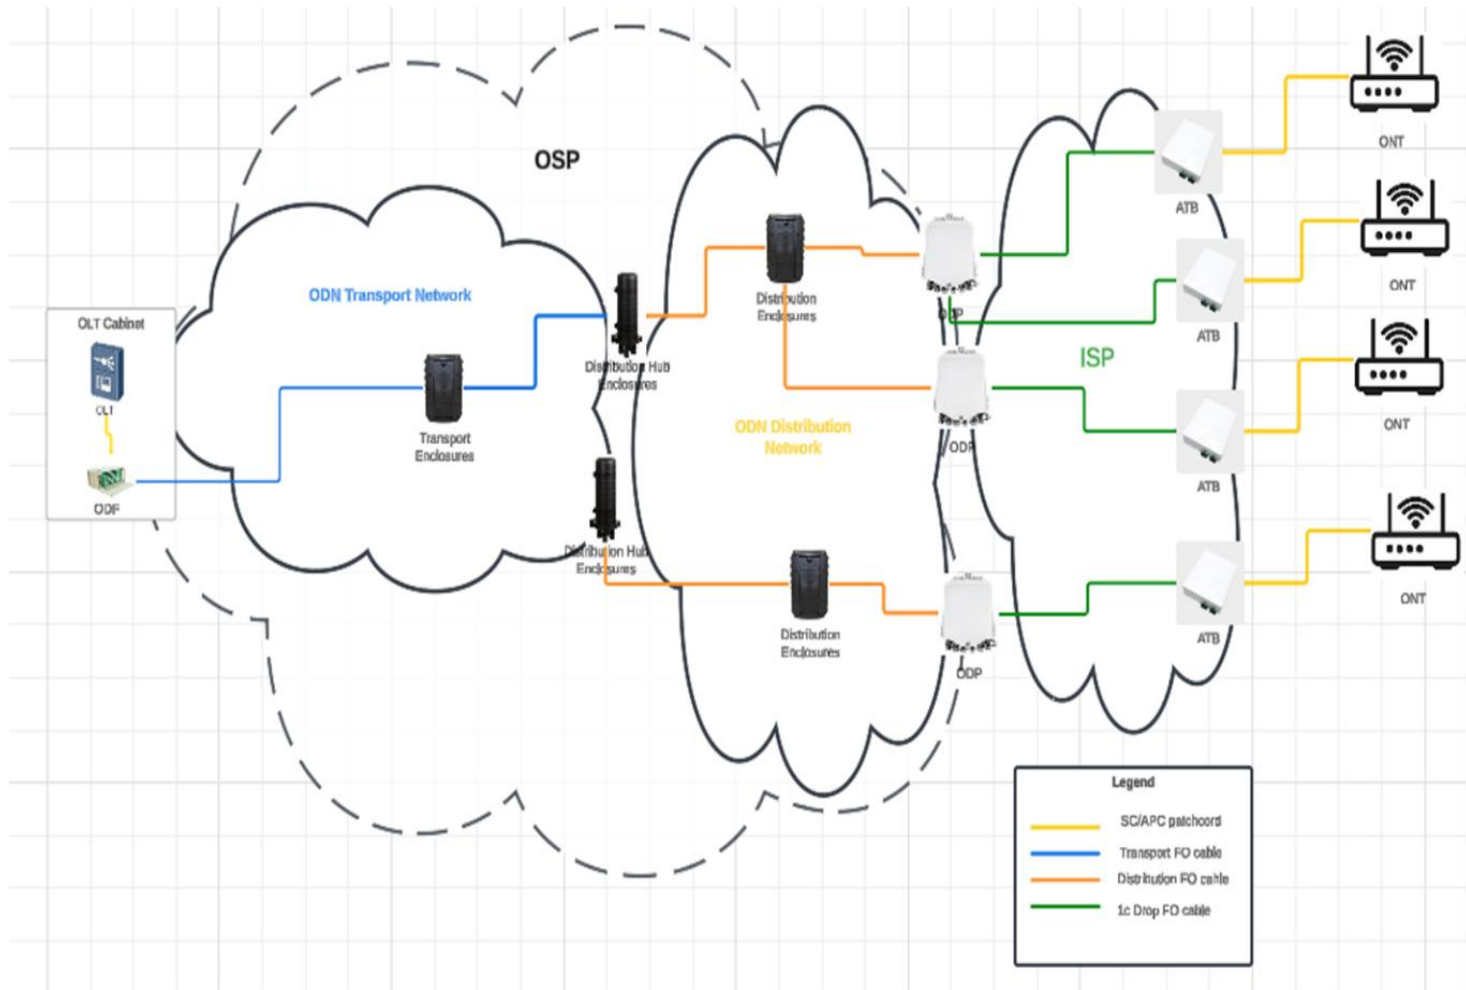 OSP
ODN Transport Network
OLT Cabinet
OLT
ODF
Transport
Enclosures
Distribution Hub
Enclosures
Distribution Hub
Enclosures
Distribution
Enclosures
ODN Distribution
Network
Distribution
Enclosures
ODP
ODP
ODP
ISP
ATB
ATB
ATB
ATB
ONT
ONT
ONT
ONT
Legend
SC/APC patchcord
Transport FO cable
Distribution FO cable
1c Drop FO cable